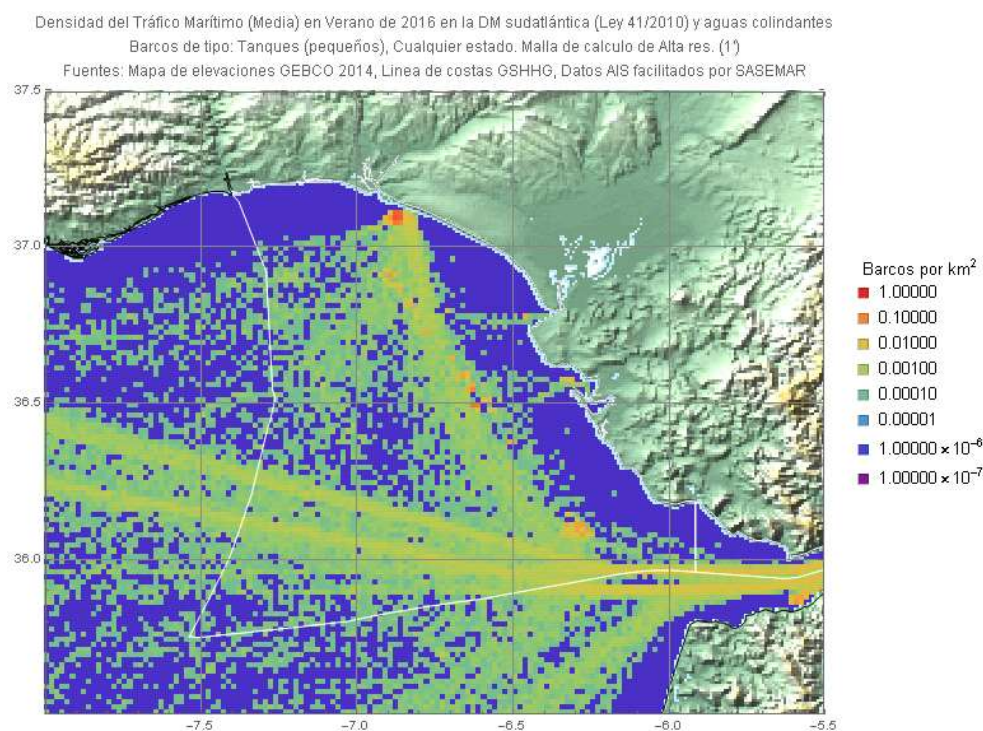 Densidad del Tráfico Marítimo (Media) en Verano de 2016 en la DM sudatlántica (Ley 41/2010) y aguas colindantes
Barcos de tipo: Tanques (pequeños), Cualquier estado. Malla de calculo de Alta res. (1')
Fuentes: Mapa de elevaciones GEBCO 2014, Linea de costas GSHHG, Datos AIS facilitados por SASEMAR
37.5
37.0
36.5
36.0
-7.5
-7.0
-6.5
-6.0
-5.5
Barcos por km²
1.00000
0.10000
0.01000
0.00100
0.00010
0.00001
1.00000 × 10⁻⁶
1.00000 × 10⁻⁷